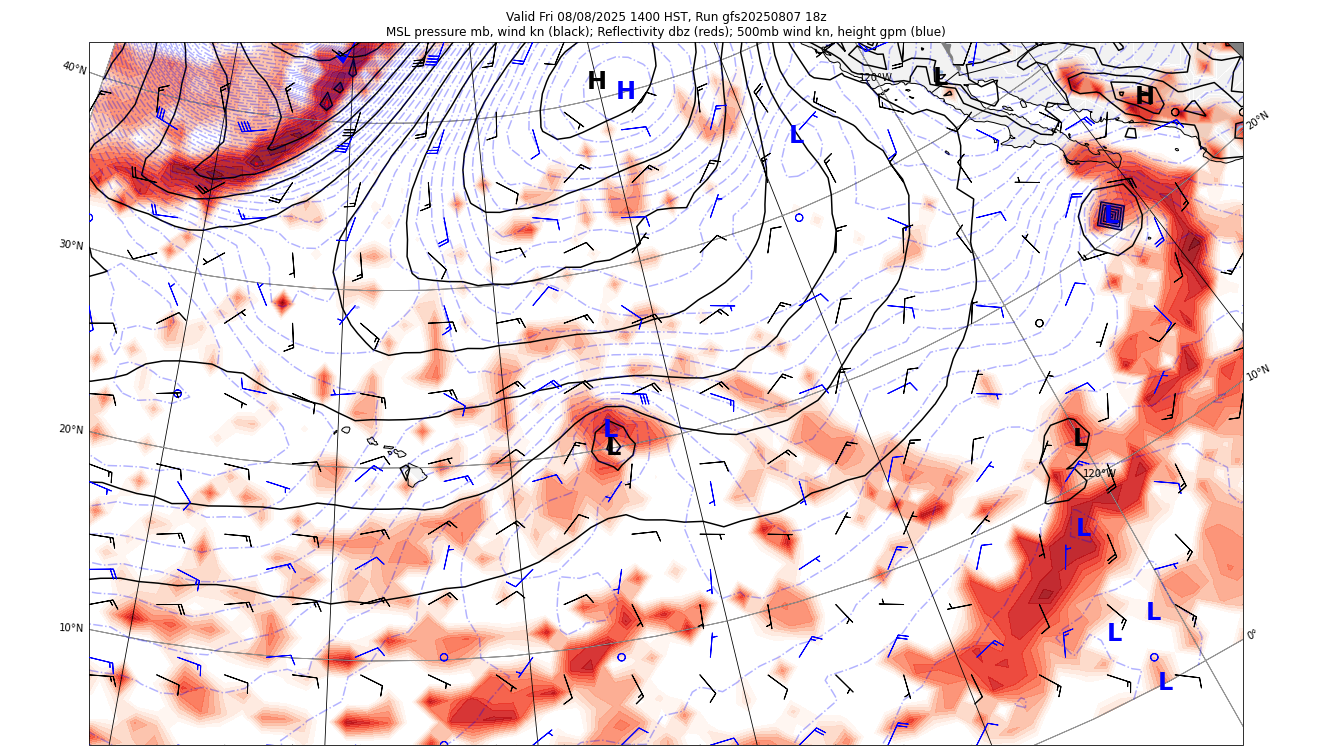 Valid Fri 08/08/2025 1400 HST, Run gfs20250807 18z
MSL pressure mb, wind kn (black); Reflectivity dbz (reds); 500mb wind kn, height gpm (blue)
40°N
H
H
120°W
L
H
20°N
L
30°N
L
10°N
20°N
L
L
L
120°W
L
10°N
L
L
0°
L